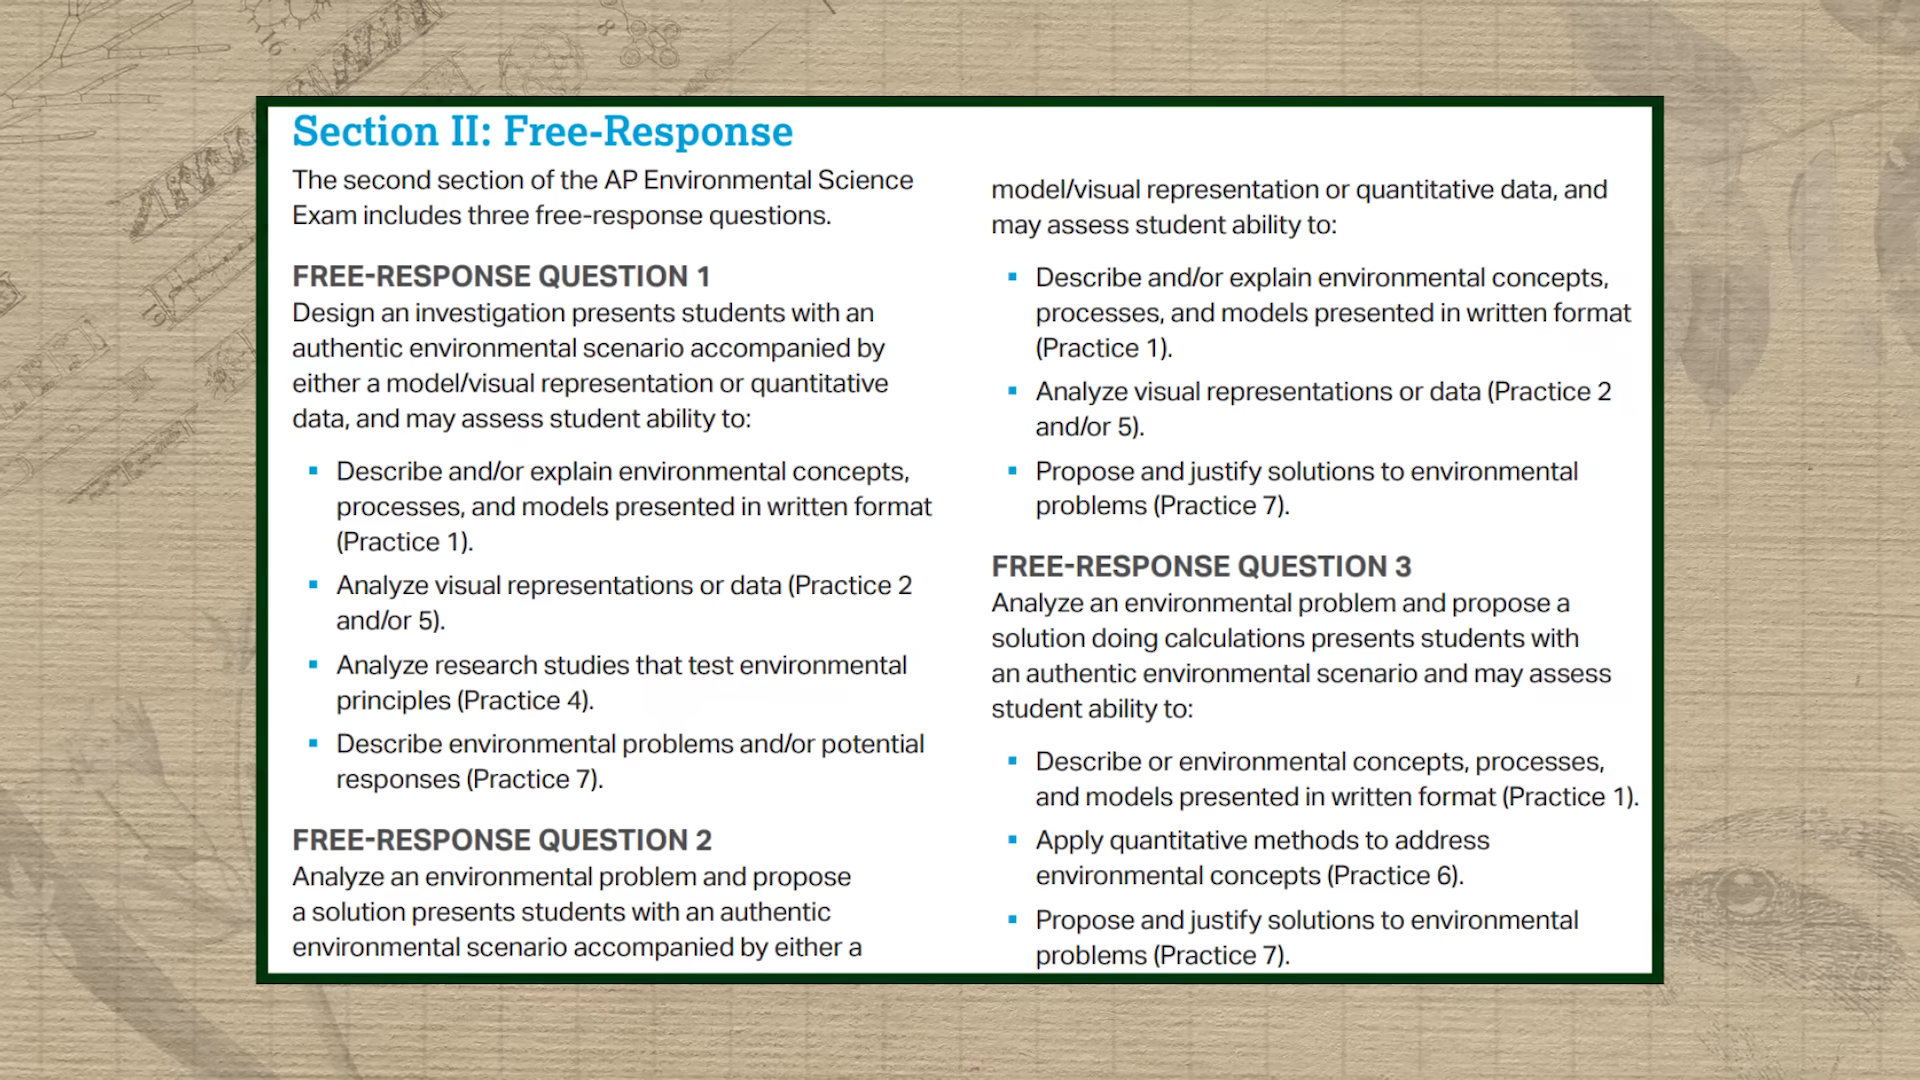 Section II: Free-Response
The second section of the AP Environmental Science
Exam includes three free-response questions.
FREE-RESPONSE QUESTION 1
Design an investigation presents students with an
authentic environmental scenario accompanied by
either a model/visual representation or quantitative
data, and may assess student ability to:
▪ Describe and/or explain environmental concepts,
processes, and models presented in written format
(Practice 1).
▪ Analyze visual representations or data (Practice 2
and/or 5).
▪ Analyze research studies that test environmental
principles (Practice 4).
▪ Describe environmental problems and/or potential
responses (Practice 7).
FREE-RESPONSE QUESTION 2
Analyze an environmental problem and propose
a solution presents students with an authentic
environmental scenario accompanied by either a
model/visual representation or quantitative data, and
may assess student ability to:
▪ Describe and/or explain environmental concepts,
processes, and models presented in written format
(Practice 1).
▪ Analyze visual representations or data (Practice 2
and/or 5).
▪ Propose and justify solutions to environmental
problems (Practice 7).
FREE-RESPONSE QUESTION 3
Analyze an environmental problem and propose a
solution doing calculations presents students with
an authentic environmental scenario and may assess
student ability to:
▪ Describe or environmental concepts, processes,
and models presented in written format (Practice 1).
▪ Apply quantitative methods to address
environmental concepts (Practice 6).
▪ Propose and justify solutions to environmental
problems (Practice 7).